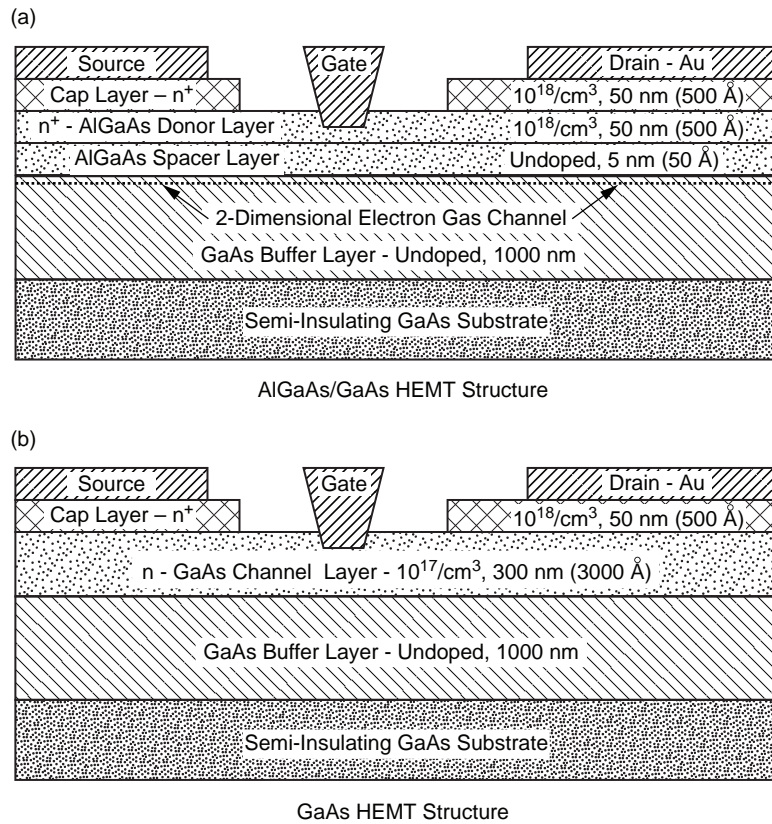 (a)
Source Gate Drain - Au
Cap Layer – n⁺ 10¹⁸/cm³, 50 nm (500 Å)
n⁺ - AlGaAs Donor Layer 10¹⁸/cm³, 50 nm (500 Å)
AlGaAs Spacer Layer Undoped, 5 nm (50 Å)
2-Dimensional Electron Gas Channel
GaAs Buffer Layer - Undoped, 1000 nm
Semi-Insulating GaAs Substrate
AlGaAs/GaAs HEMT Structure
(b)
Source Gate Drain - Au
Cap Layer – n⁺ 10¹⁸/cm³, 50 nm (500 Å)
n - GaAs Channel Layer - 10¹⁷/cm³, 300 nm (3000 Å)
GaAs Buffer Layer - Undoped, 1000 nm
Semi-Insulating GaAs Substrate
GaAs HEMT Structure